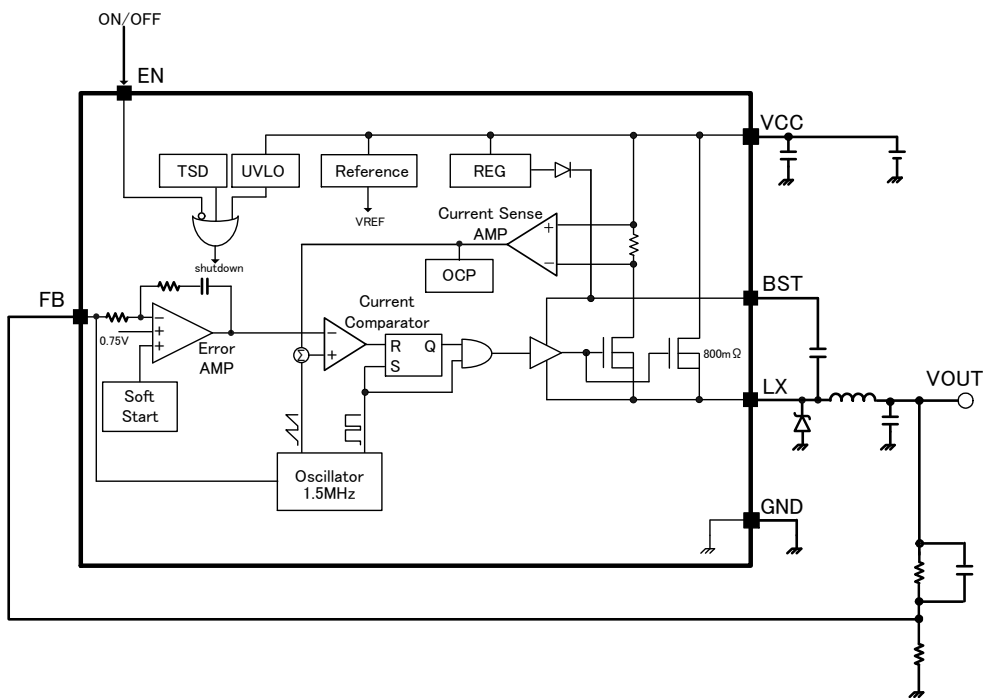 ON/OFF
EN
VCC
TSD
UVLO
Reference
REG
VREF
Current Sense
AMP
+
−
OCP
shutdown
FB
BST
Current
Comparator
−
+
+
0.75V
Error
AMP
−
+
Σ
R Q
S
800mΩ
LX
VOUT
Soft
Start
Oscillator
1.5MHz
GND